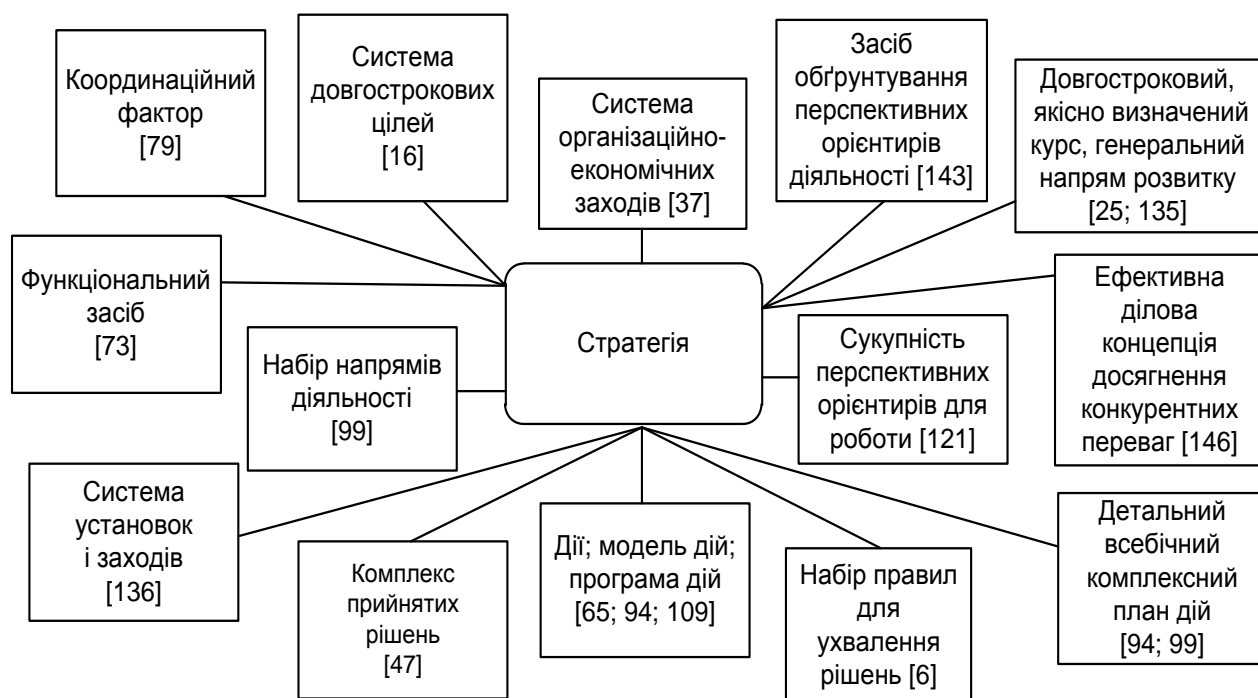 Координаційний
фактор
[79]
Система
довгострокових
цілей
[16]
Система
організаційно-
економічних
заходів [37]
Засіб
обґрунтування
перспективних
орієнтирів
діяльності [143]
Довгостроковий,
якісно визначений
курс, генеральний
напрям розвитку
[25; 135]
Функціональний
засіб
[73]
Набір напрямів
діяльності
[99]
Стратегія
Сукупність
перспективних
орієнтирів для
роботи [121]
Ефективна
ділова
концепція
досягнення
конкурентних
переваг [146]
Система
установок
і заходів
[136]
Комплекс
прийнятих
рішень
[47]
Дії; модель дій;
програма дій
[65; 94; 109]
Набір правил
для
ухвалення
рішень [6]
Детальний
всебічний
комплексний
план дій
[94; 99]